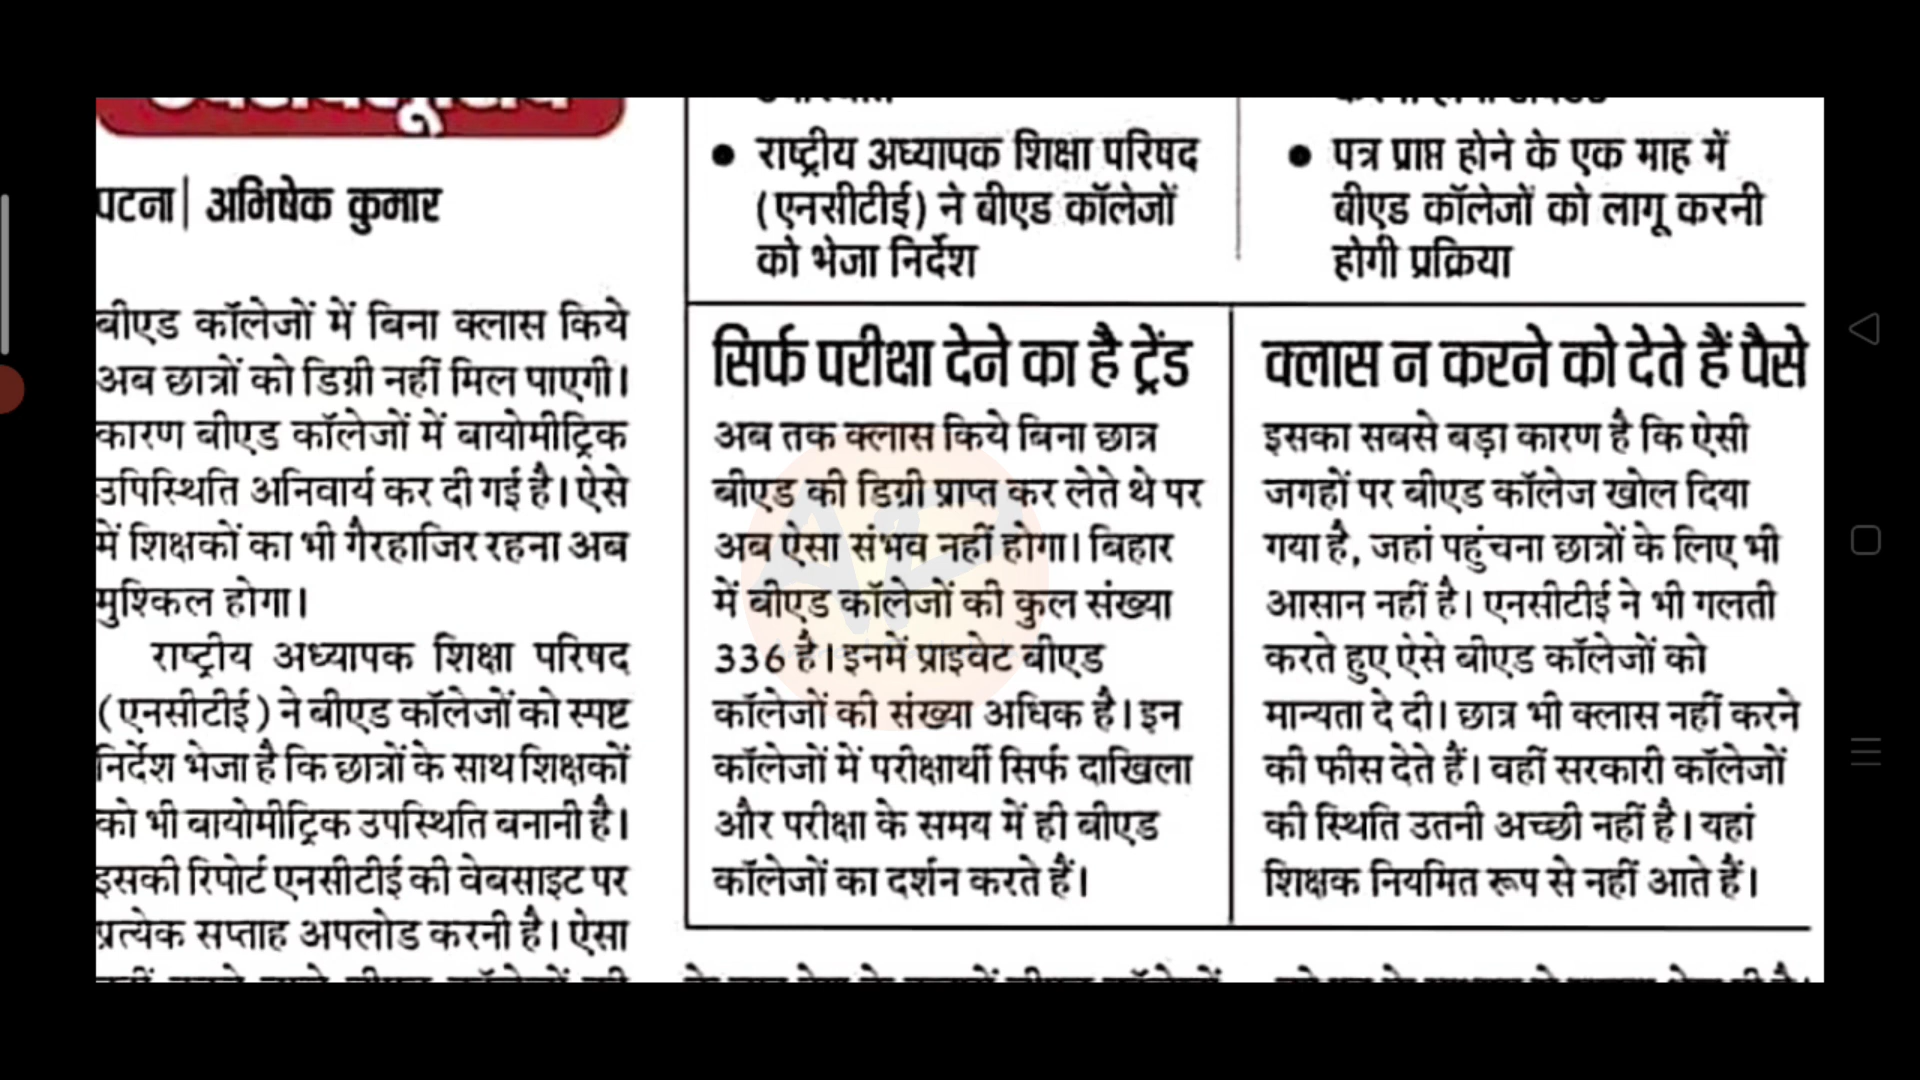 पटना| अभिषेक कुमार
बीएड कॉलेजों में बिना क्लास किये
अब छात्रों को डिग्री नहीं मिल पाएगी।
कारण बीएड कॉलेजों में बायोमीट्रिक
उपिस्थिति अनिवार्य कर दी गई है। ऐसे
में शिक्षकों का भी गैरहाजिर रहना अब
मुश्किल होगा।
राष्ट्रीय अध्यापक शिक्षा परिषद
(एनसीटीई) ने बीएड कॉलेजों को स्पष्ट
निर्देश भेजा है कि छात्रों के साथ शिक्षकों
को भी बायोमीट्रिक उपस्थिति बनानी है।
इसकी रिपोर्ट एनसीटीई की वेबसाइट पर
प्रत्येक सप्ताह अपलोड करनी है। ऐसा
• राष्ट्रीय अध्यापक शिक्षा परिषद
(एनसीटीई) ने बीएड कॉलेजों
को भेजा निर्देश
• पत्र प्राप्त होने के एक माह में
बीएड कॉलेजों को लागू करनी
होगी प्रक्रिया
सिर्फ परीक्षा देने का है ट्रेंड
अब तक क्लास किये बिना छात्र
बीएड की डिग्री प्राप्त कर लेते थे पर
अब ऐसा संभव नहीं होगा। बिहार
में बीएड कॉलेजों की कुल संख्या
336 है। इनमें प्राइवेट बीएड
कॉलेजों की संख्या अधिक है। इन
कॉलेजों में परीक्षार्थी सिर्फ दाखिला
और परीक्षा के समय में ही बीएड
कॉलेजों का दर्शन करते हैं।
क्लास न करने को देते हैं पैसे
इसका सबसे बड़ा कारण है कि ऐसी
जगहों पर बीएड कॉलेज खोल दिया
गया है, जहां पहुंचना छात्रों के लिए भी
आसान नहीं है। एनसीटीई ने भी गलती
करते हुए ऐसे बीएड कॉलेजों को
मान्यता दे दी। छात्र भी क्लास नहीं करने
की फीस देते हैं। वहीं सरकारी कॉलेजों
की स्थिति उतनी अच्छी नहीं है। यहां
शिक्षक नियमित रूप से नहीं आते हैं।